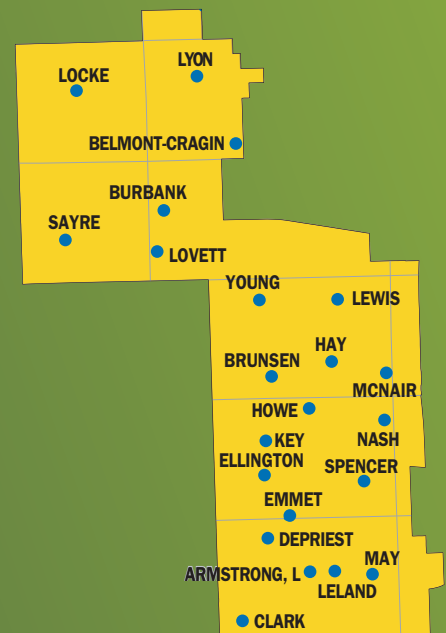 LYON
LOCKE
BELMONT-CRAGIN
BURBANK
SAYRE
LOVETT
YOUNG
LEWIS
HAY
BRUNSEN
MCNAIR
HOWE
NASH
KEY
ELLINGTON
SPENCER
EMMET
DEPRIEST
MAY
ARMSTRONG, L
LELAND
CLARK